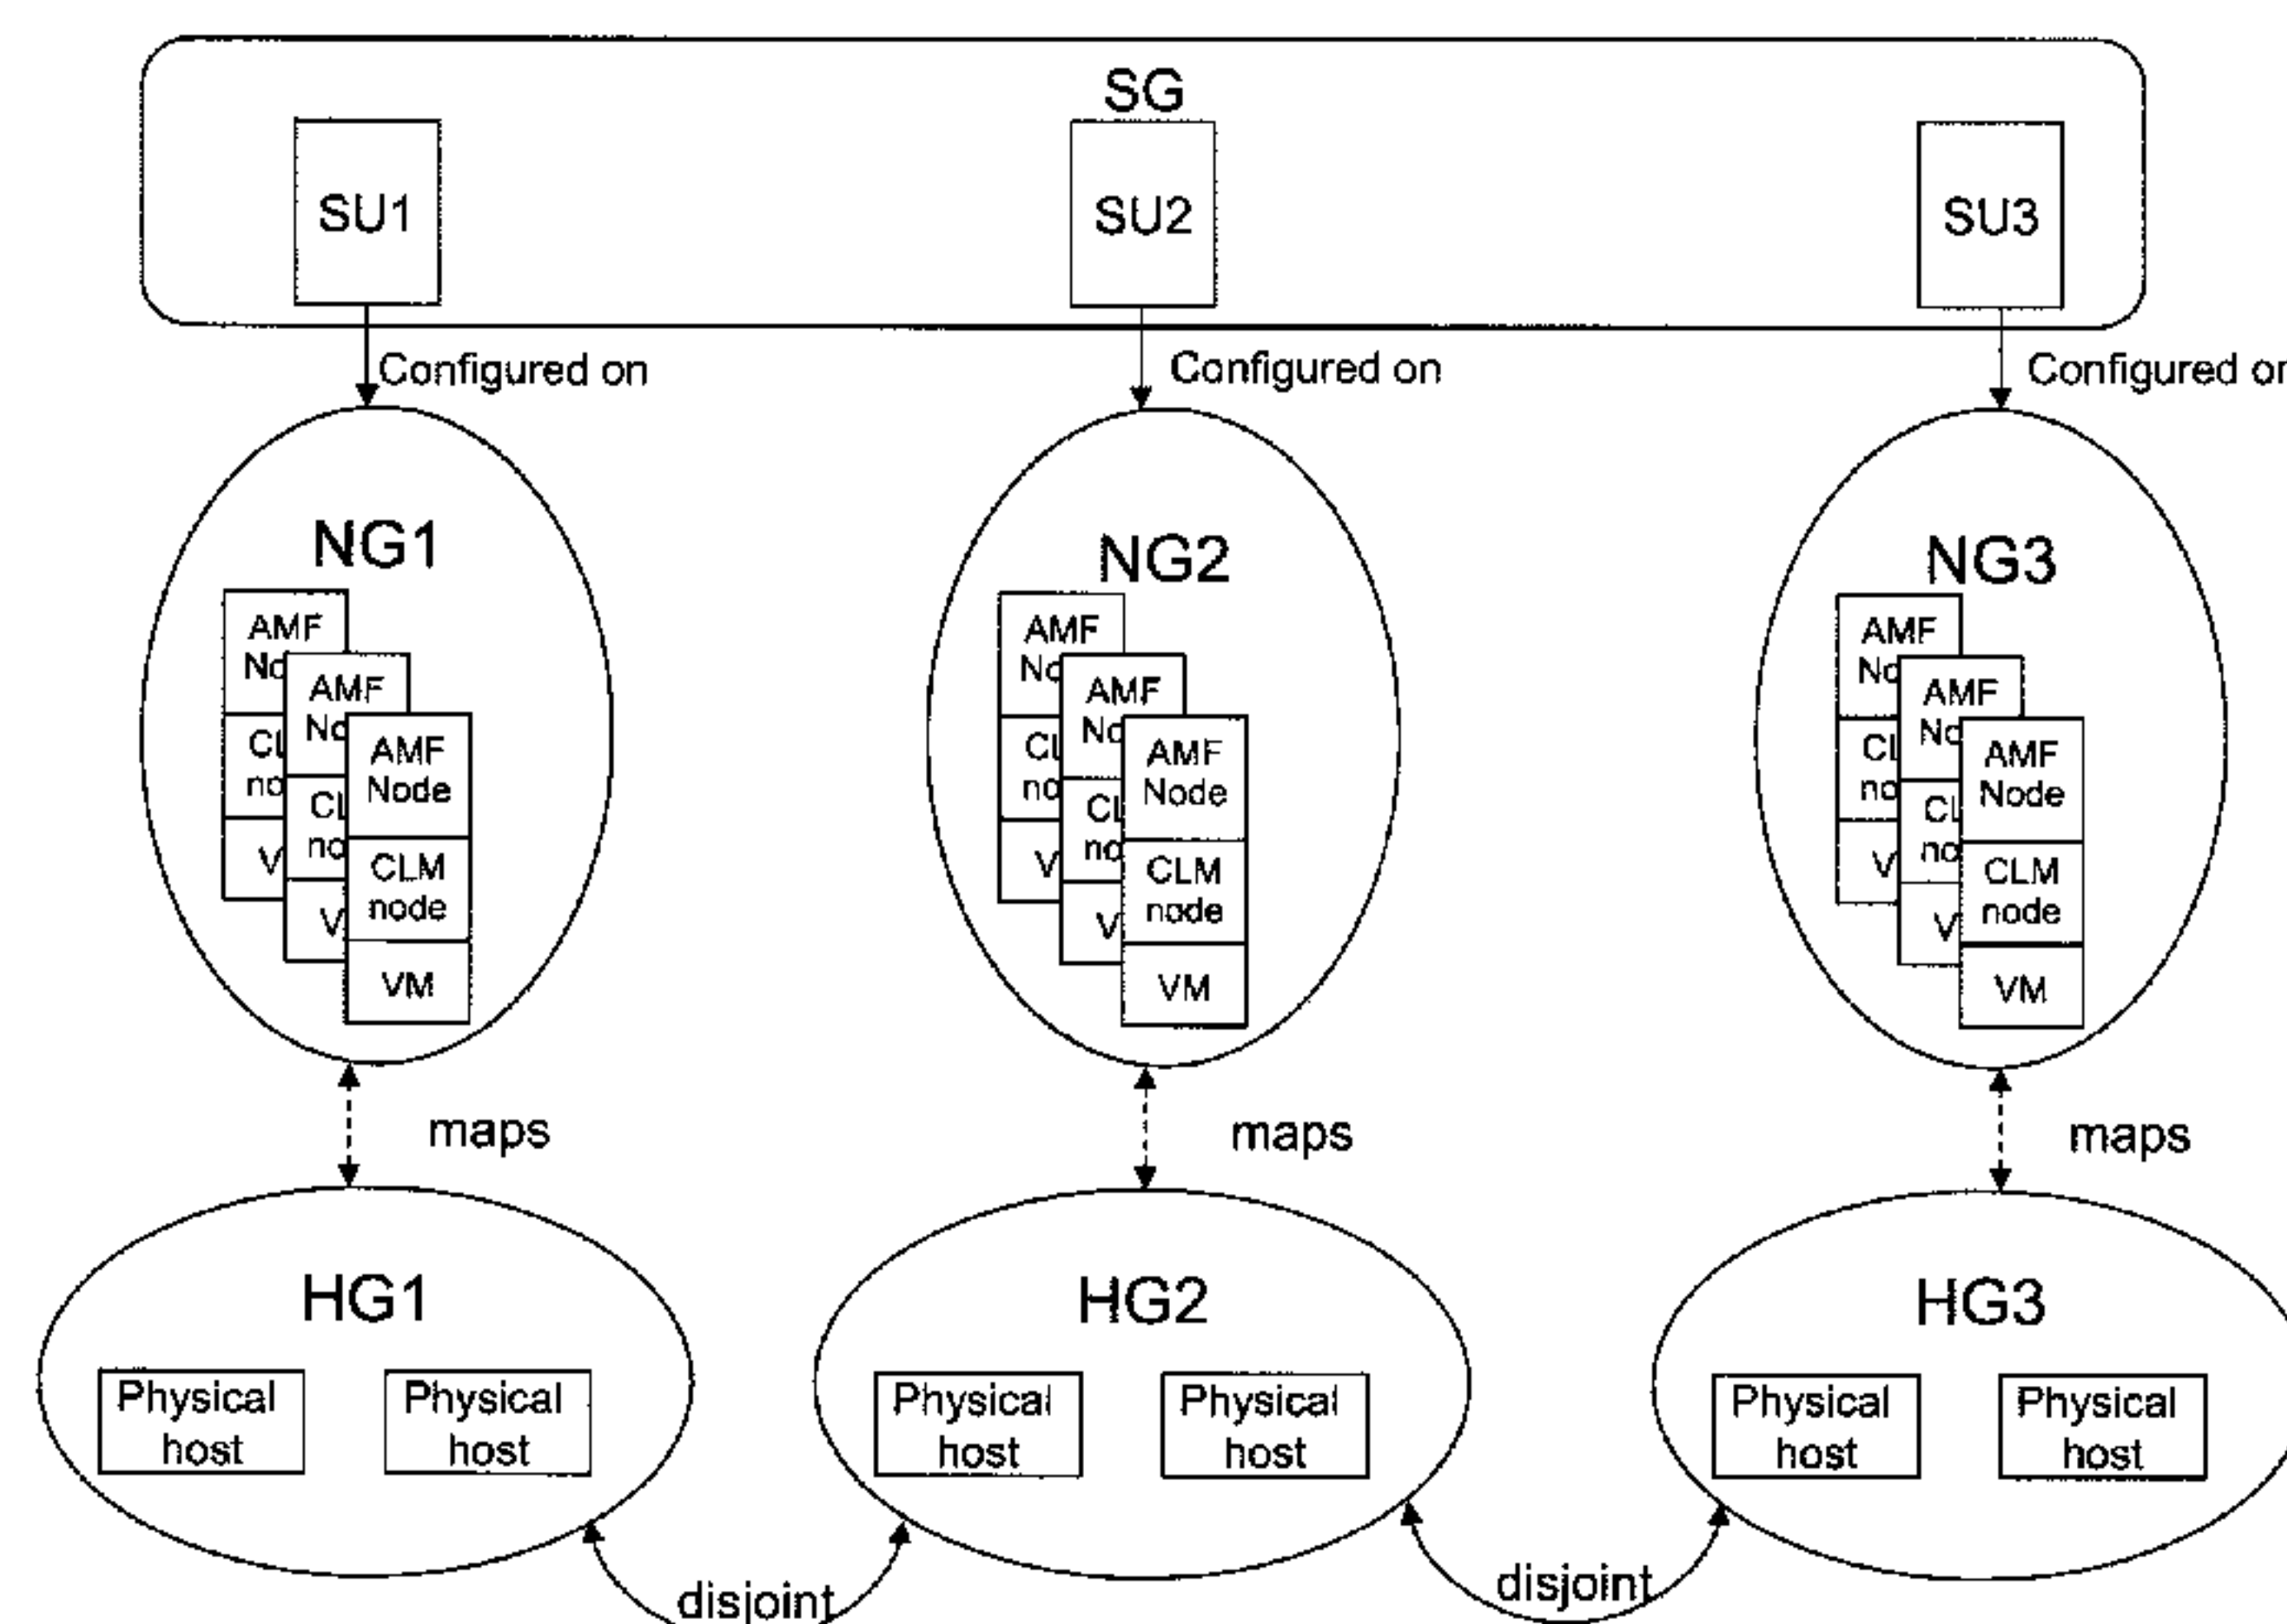 SG
SU1
SU2
SU3
Configured on
Configured on
Configured
NG1
NG2
NG3
AMF
AMF
Node
CLM
node
VM
AMF
AMF
AMF
Node
CLM
node
VM
AMF
AMF
AMF
Node
CLM
node
VM
AMF
maps
maps
maps
HG1
HG2
HG3
Physical
host
Physical
host
Physical
host
Physical
host
Physical
host
Physical
host
disjoint
disjoint